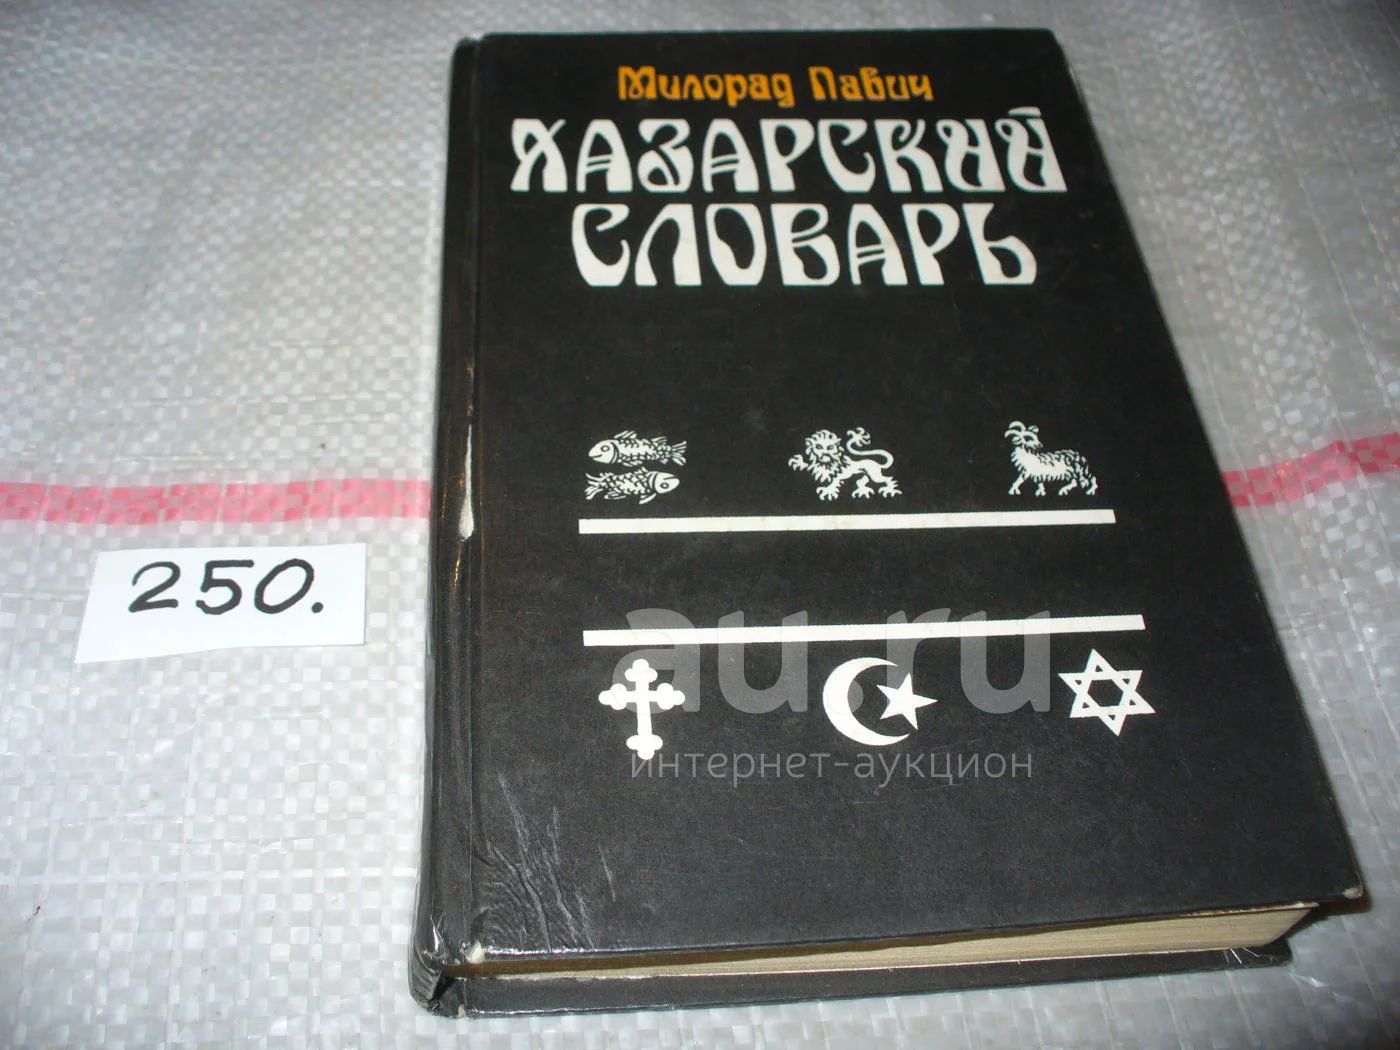 Милорад Павич
ХАЗАРСКИЙ
СЛОВАРЬ
250.
au.ru
интернет-аукцион